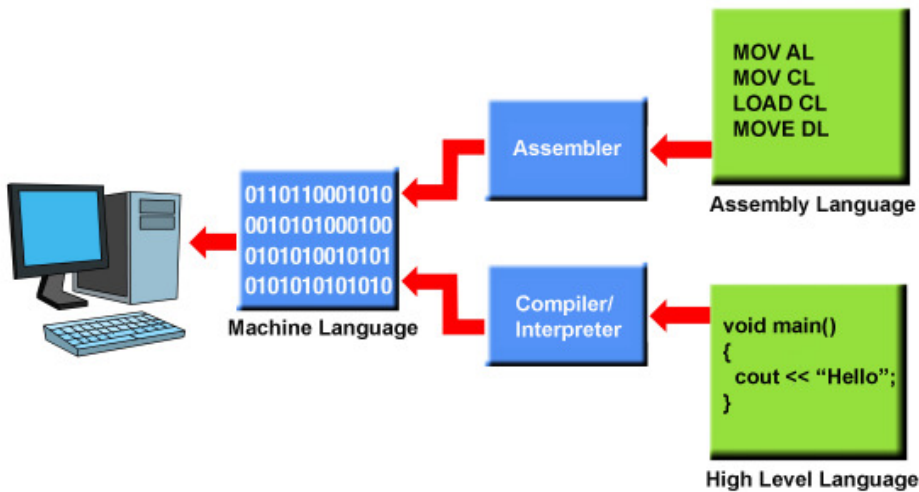 MOV AL
MOV CL
LOAD CL
MOVE DL
Assembly Language
Assembler
0110110001010
0010101000100
0101010010101
0101010101010
Machine Language
Compiler/
Interpreter
void main()
{
cout << “Hello”;
}
High Level Language